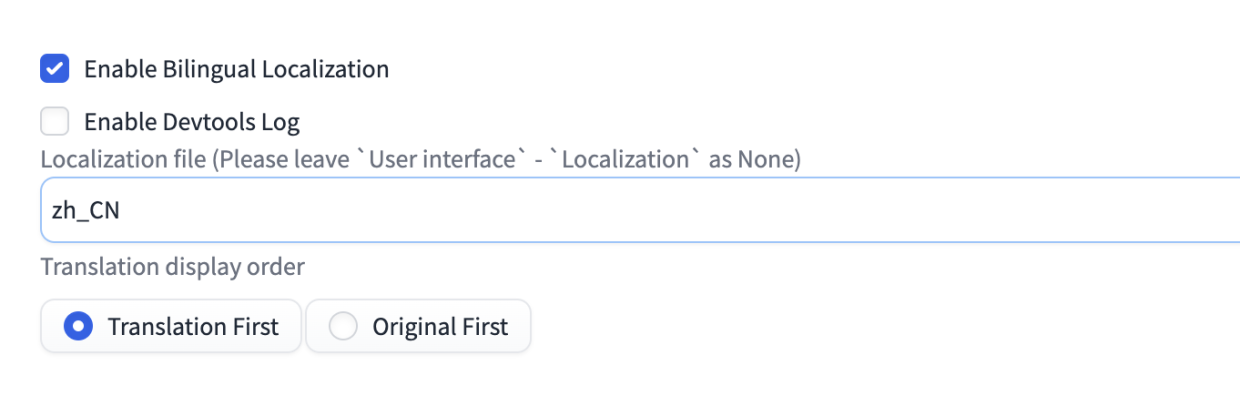 Enable Bilingual Localization
Enable Devtools Log
Localization file (Please leave `User interface` - `Localization` as None)
zh_CN
Translation display order
Translation First Original First